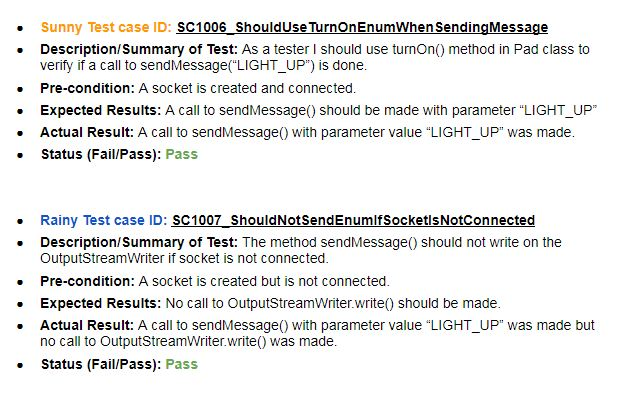 Sunny Test case ID: SC1006_ShouldUseTurnOnEnumWhenSendingMessage
Description/Summary of Test: As a tester I should use turnOn() method in Pad class to
verify if a call to sendMessage(“LIGHT_UP”) is done.
Pre-condition: A socket is created and connected.
Expected Results: A call to sendMessage() should be made with parameter “LIGHT_UP”
Actual Result: A call to sendMessage() with parameter value “LIGHT_UP” was made.
Status (Fail/Pass): Pass
Rainy Test case ID: SC1007_ShouldNotSendEnumIfSocketIsNotConnected
Description/Summary of Test: The method sendMessage() should not write on the
OutputStreamWriter if socket is not connected.
Pre-condition: A socket is created but is not connected.
Expected Results: No call to OutputStreamWriter.write() should be made.
Actual Result: A call to sendMessage() with parameter value “LIGHT_UP” was made but
no call to OutputStreamWriter.write() was made.
Status (Fail/Pass): Pass